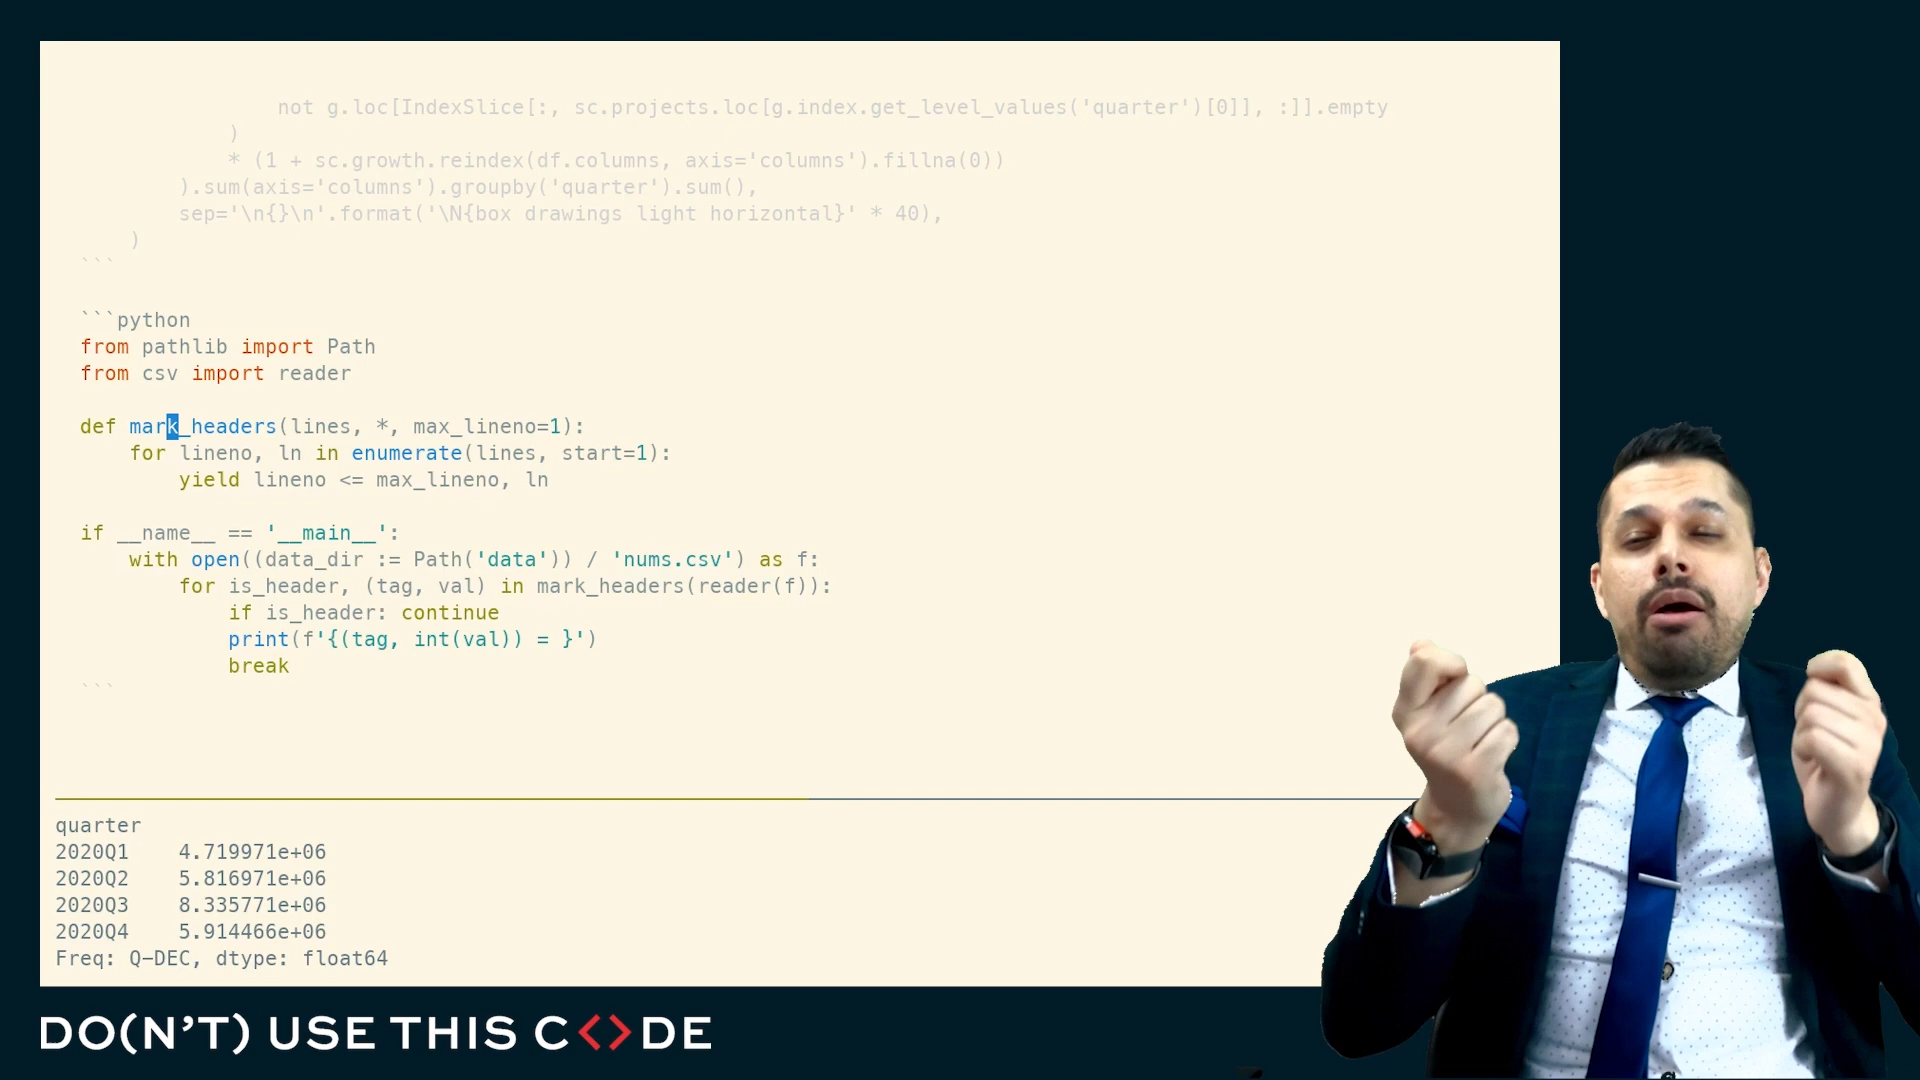 not g.loc[IndexSlice[:, sc.projects.loc[g.index.get_level_values('quarter')[0]], :]].empty
)
* (1 + sc.growth.reindex(df.columns, axis='columns').fillna(0))
).sum(axis='columns').groupby('quarter').sum(),
sep='\n{}\n'.format('\N{box drawings light horizontal}' * 40),
)
```
```python
from pathlib import Path
from csv import reader
def mark_headers(lines, *, max_lineno=1):
for lineno, ln in enumerate(lines, start=1):
yield lineno <= max_lineno, ln
if __name__ == '__main__':
with open((data_dir := Path('data')) / 'nums.csv') as f:
for is_header, (tag, val) in mark_headers(reader(f)):
if is_header: continue
print(f'{(tag, int(val)) = }')
break
```
quarter
2020Q1 4.719971e+06
2020Q2 5.816971e+06
2020Q3 8.335771e+06
2020Q4 5.914466e+06
Freq: Q-DEC, dtype: float64
DO(N'T) USE THIS C<>DE